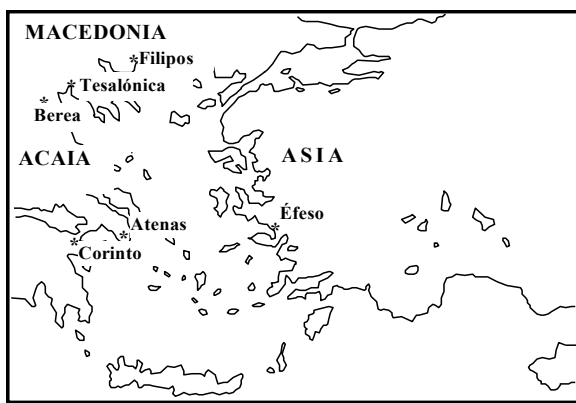 MACEDONIA
*Filipos
*Tesalónica
*
Berea
ACAIA
ASIA
Éfeso
*
Atenas
*
*
Corinto